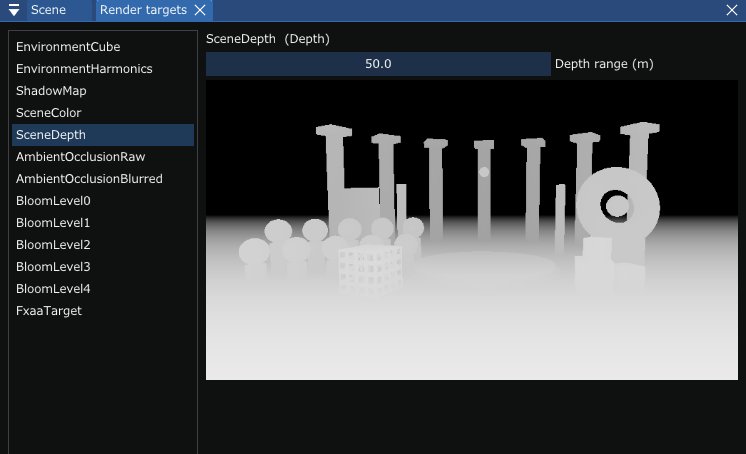 Scene
Render targets
EnvironmentCube
EnvironmentHarmonics
ShadowMap
SceneColor
SceneDepth
AmbientOcclusionRaw
AmbientOcclusionBlurred
BloomLevel0
BloomLevel1
BloomLevel2
BloomLevel3
BloomLevel4
FxaaTarget
SceneDepth (Depth)
50.0 Depth range (m)